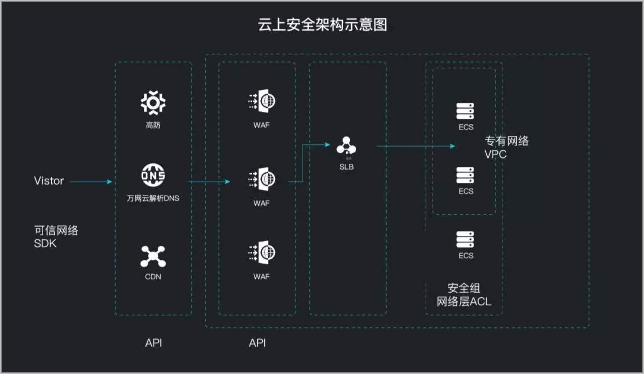 云上安全架构示意图
Vistor
可信网络
SDK
高防
万网云解析DNS
CDN
API
WAF
WAF
WAF
API
SLB
ECS
ECS
ECS
专有网络
VPC
安全组
网络层ACL